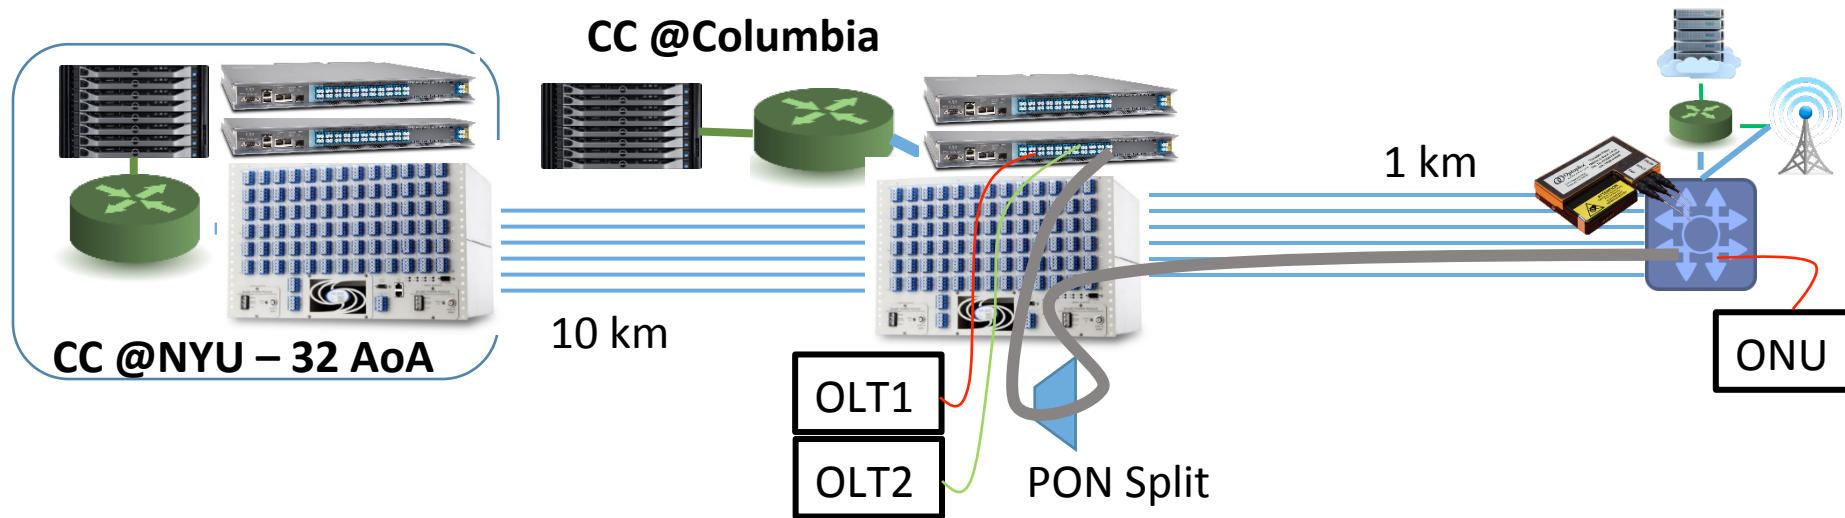 CC @Columbia
1 km
10 km
CC @NYU – 32 AoA
ONU
OLT1
OLT2
PON Split